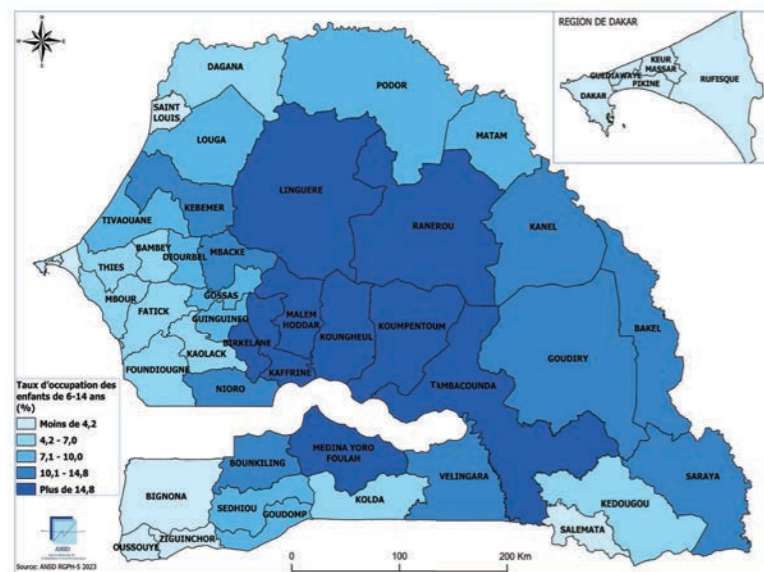 REGION DE DAKAR
KEUR
MASSAR
GUEDIAWAYE
PIKINE
DAKAR
RUFISQUE
N
DAGANA
PODOR
SAINT
LOUIS
LOUGA
MATAM
LINGUERE
KEBEMER
RANEROU
KANEL
TIVAOUANE
BAMBEY
MBACKE
DIOURBEL
THIES
MBOUR
GOSSAS
FATICK
GUINGUINEO
MALEM
HODDAR
KOUNGHEUL
KOUMPENTOUM
BAKEL
GOUDIRY
BIRKELANE
KAOLACK
FOUNDIOUGNE
KAFFRINE
TAMBACOUNDA
NIORO
Taux d'occupation des
enfants de 6-14 ans
(%)
Moins de 4,2
4,2 - 7,0
7,1 - 10,0
10,1 - 14,8
Plus de 14,8
MEDINA YORO
FOULAH
BOUNKILING
VELINGARA
SARAYA
BIGNONA
SEDHIOU
GOUDOMP
KOLDA
KEDOUGOU
SALEMATA
OUSSOUYE
ZIGUINCHOR
ANSD
Source: ANSD RGPH-5 2023
0
100
200 Km